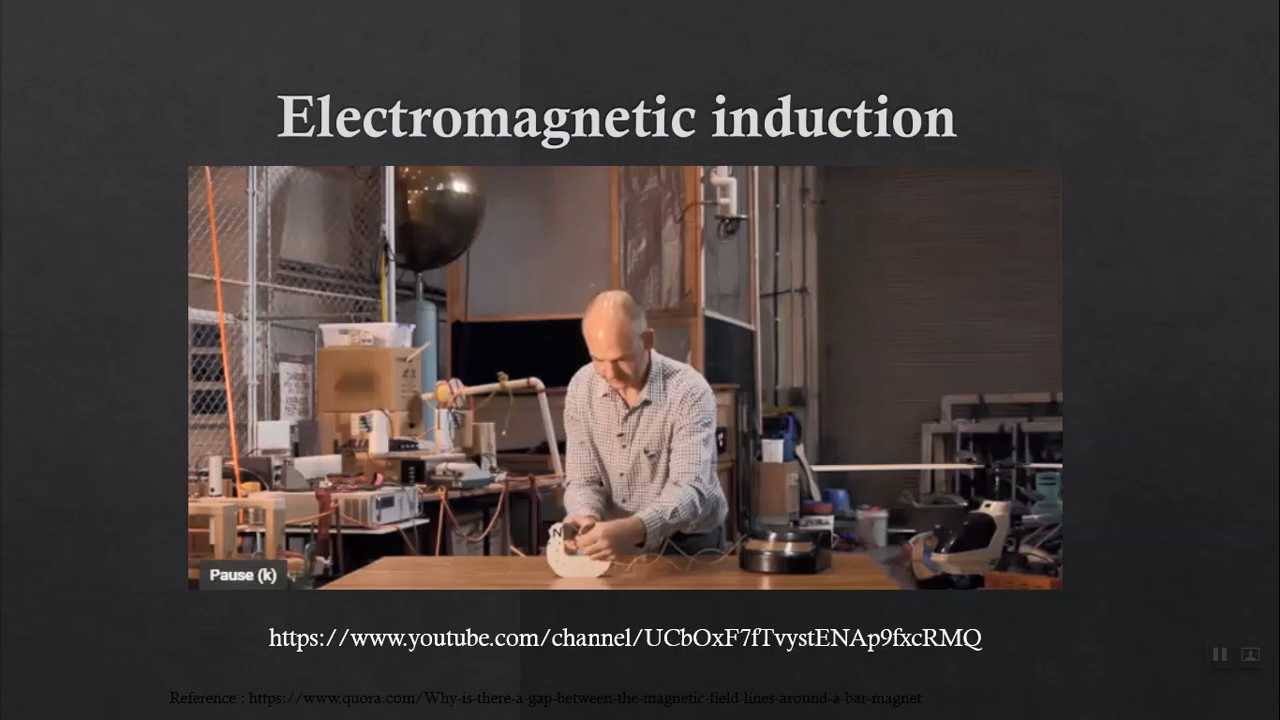 Electromagnetic induction
N
Pause (k)
https://www.youtube.com/channel/UCbOxF7fTvystENAp9fxcRMQ
Reference : https://www.quora.com/Why-is-there-a-gap-between-the-magnetic-field-lines-around-a-bar-magnet